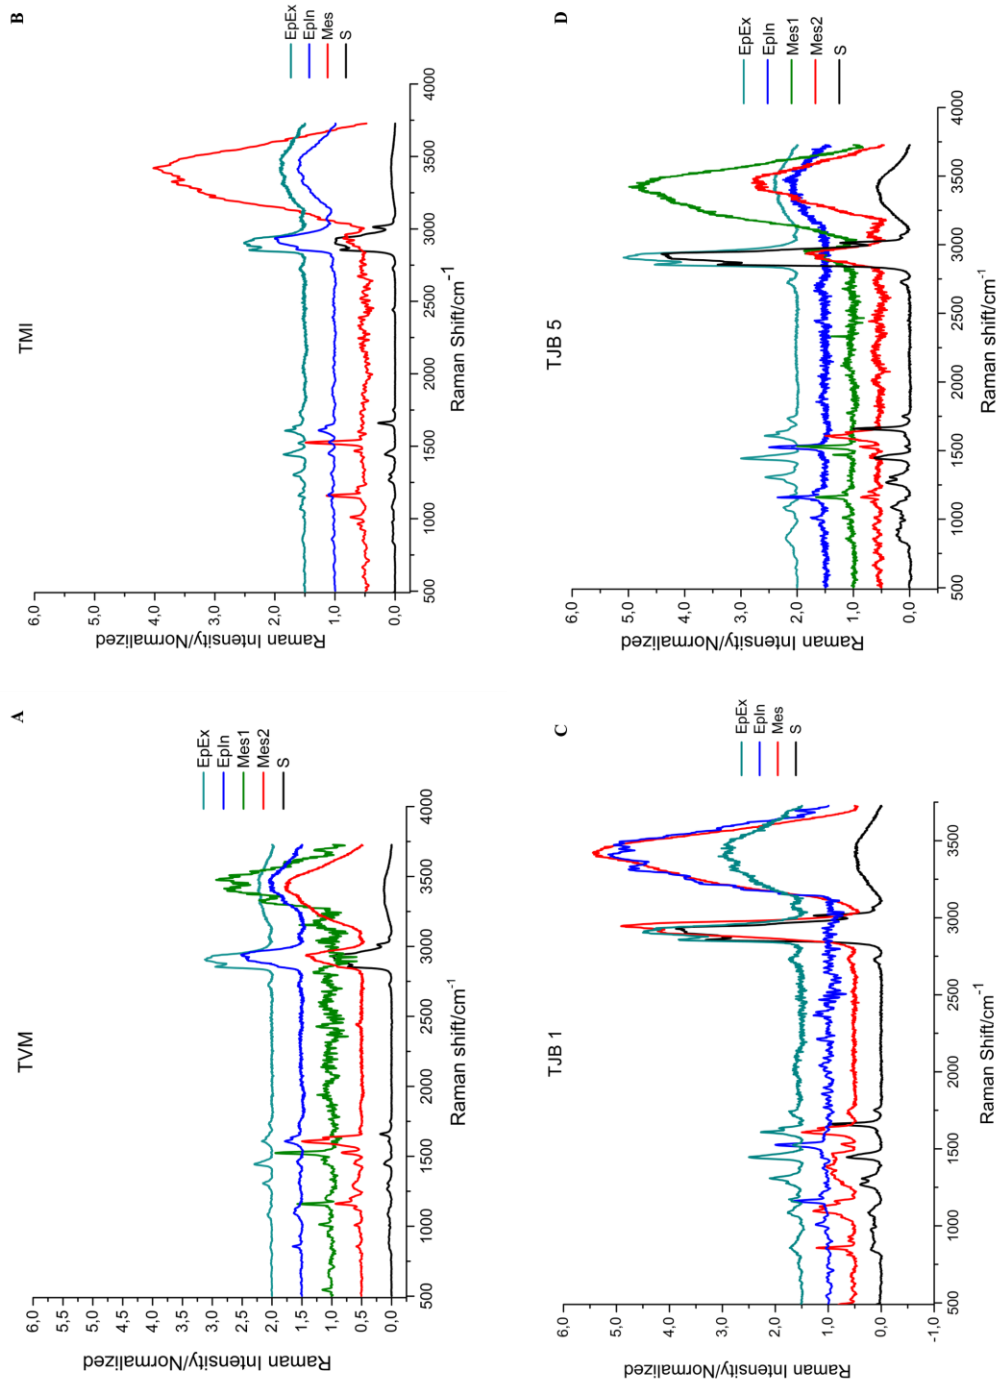 A
TVM
Raman Intensity/Normalized
6,0
5,5
5,0
4,5
4,0
3,5
3,0
2,5
2,0
1,5
1,0
0,5
0,0
500
1000
1500
2000
2500
3000
3500
4000
Raman shift/cm-1
EpEx
EpIn
Mes1
Mes2
S
B
TMI
Raman Intensity/Normalized
6,0
5,0
4,0
3,0
2,0
1,0
0,0
500
1000
1500
2000
2500
3000
3500
4000
Raman Shift/cm-1
EpEx
EpIn
Mes
S
C
TJB 1
Raman Intensity/Normalized
6,0
5,0
4,0
3,0
2,0
1,0
0,0
-1,0
500
1000
1500
2000
2500
3000
3500
Raman shift/cm-1
EpEx
EpIn
Mes
S
D
TJB 5
Raman Intensity/Normalized
6,0
5,0
4,0
3,0
2,0
1,0
0,0
500
1000
1500
2000
2500
3000
3500
4000
Raman shift/cm-1
EpEx
EpIn
Mes1
Mes2
S